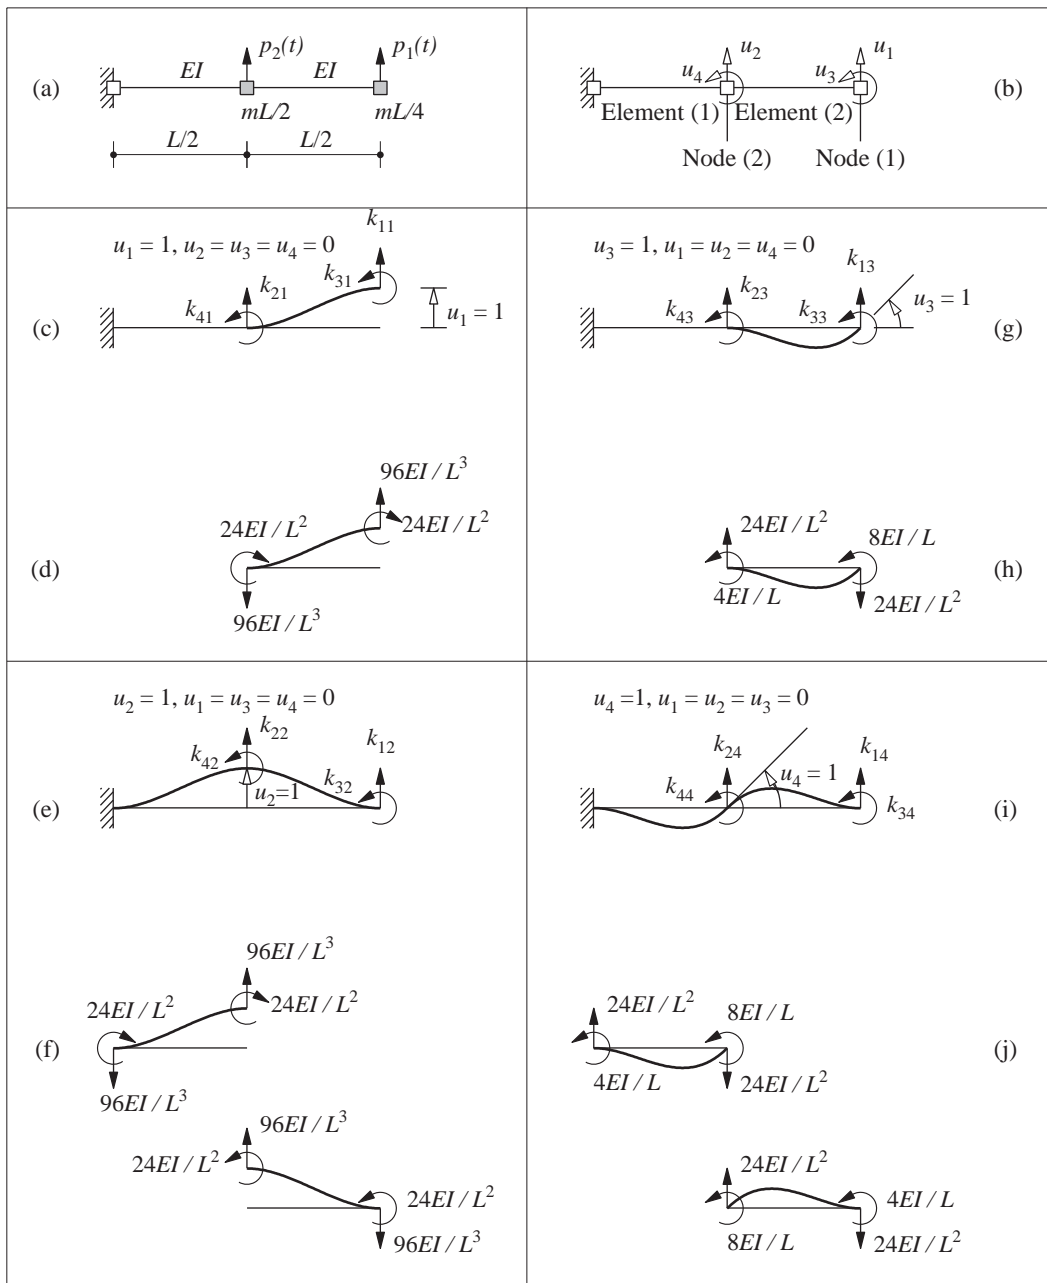 (a)
p₂(t)
p₁(t)
EI
EI
mL/2
mL/4
L/2
L/2
(b)
u₂
u₁
u₄
u₃
Element (1)
Element (2)
Node (2)
Node (1)
(c)
u₁ = 1, u₂ = u₃ = u₄ = 0
k₁₁
k₃₁
k₂₁
k₄₁
u₁ = 1
(d)
96EI / L³
24EI / L²
24EI / L²
96EI / L³
(g)
u₃ = 1, u₁ = u₂ = u₄ = 0
k₁₃
k₂₃
k₄₃
k₃₃
u₃ = 1
(h)
24EI / L²
8EI / L
4EI / L
24EI / L²
(e)
u₂ = 1, u₁ = u₃ = u₄ = 0
k₂₂
k₄₂
k₁₂
k₃₂
u₂=1
(f)
96EI / L³
24EI / L²
24EI / L²
96EI / L³
96EI / L³
24EI / L²
24EI / L²
96EI / L³
(i)
u₄ =1, u₁ = u₂ = u₃ = 0
k₂₄
k₁₄
k₄₄
u₄ = 1
k₃₄
(j)
24EI / L²
8EI / L
4EI / L
24EI / L²
24EI / L²
4EI / L
8EI / L
24EI / L²